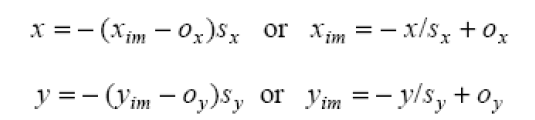 x = − (x_im − o_x)s_x or x_im = − x/s_x + o_x
y = − (y_im − o_y)s_y or y_im = − y/s_y + o_y